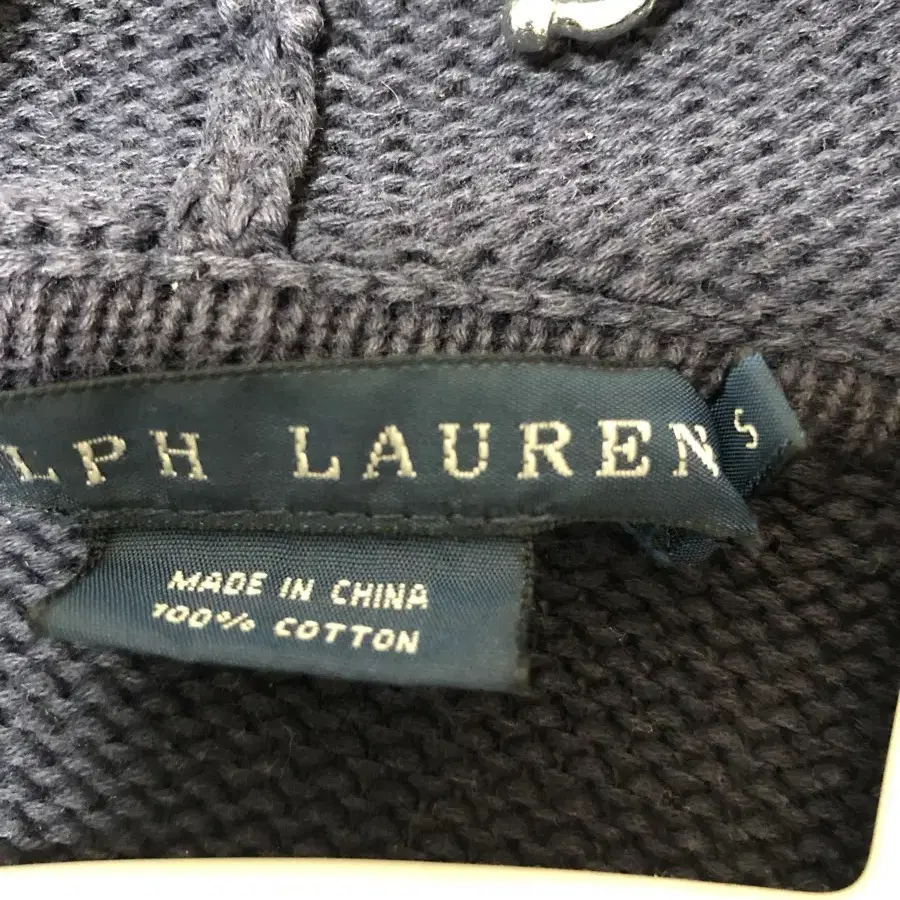 LPH LAUREN
S
MADE IN CHINA
100% COTTON